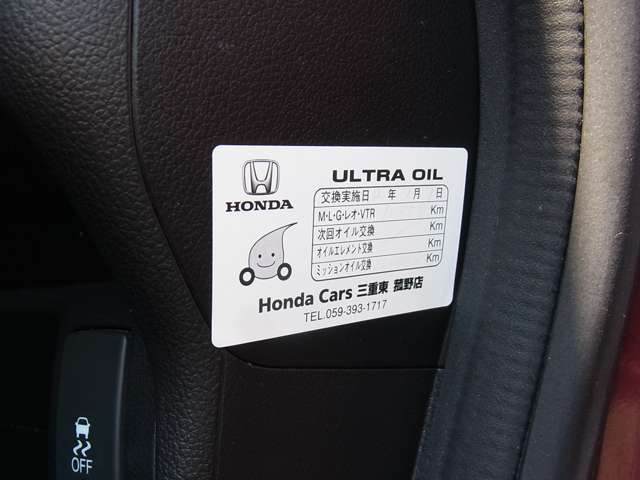 HONDA
ULTRA OIL
交換実施日 年 月 日
M・L・G・レオ・VTR Km
次回オイル交換 Km
オイルエレメント交換 Km
ミッションオイル交換 Km
Honda Cars 三重東 菰野店
TEL.059-393-1717
OFF